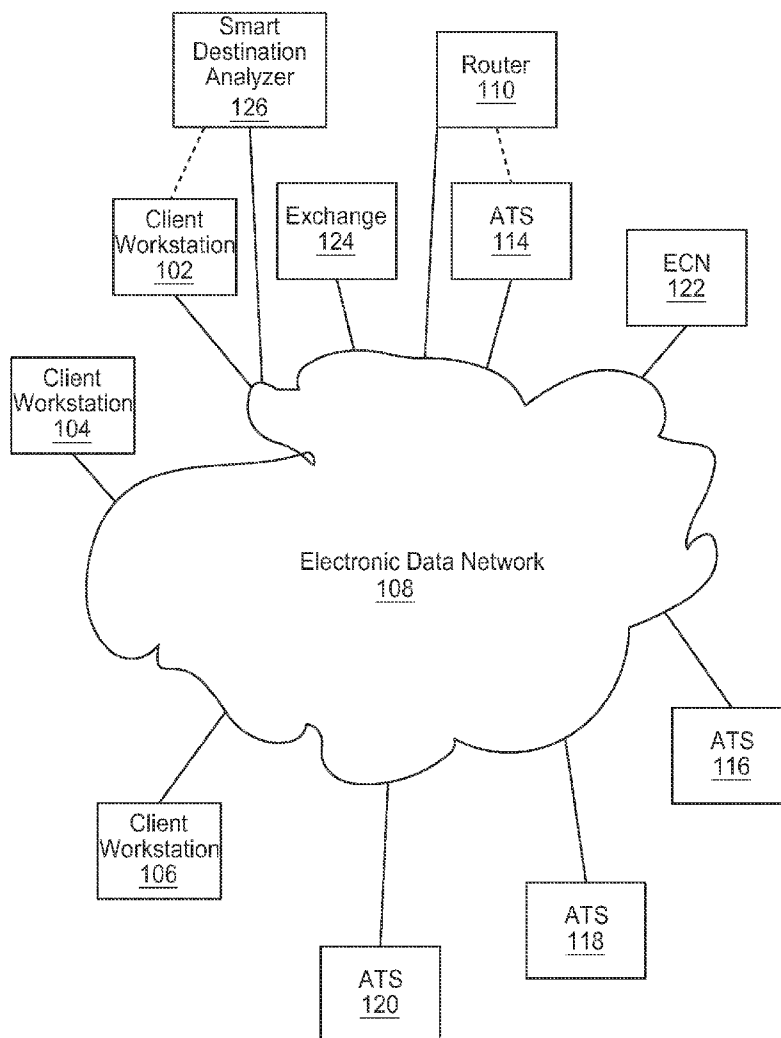 Smart
Destination
Analyzer
126
Router
110
Client
Workstation
102
Exchange
124
ATS
114
ECN
122
Client
Workstation
104
Electronic Data Network
108
ATS
116
Client
Workstation
106
ATS
118
ATS
120